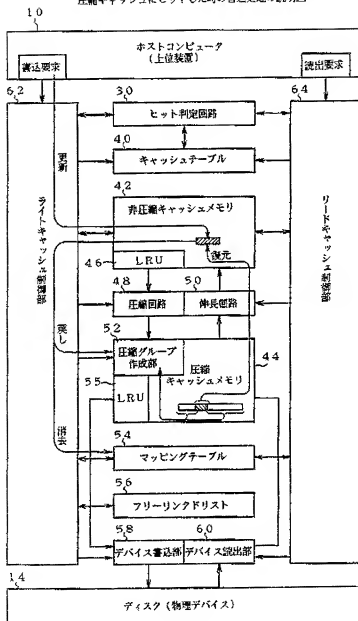 圧縮キャッシュにヒットした時の書込処理の説明図
10
ホストコンピュータ
(上位装置)
書込要求
読出要求
62
64
30
ヒット判定回路
40
キャッシュテーブル
更新
42
非圧縮キャッシュメモリ
復元
46
LRU
48
50
圧縮回路
伸長回路
ライトキャッシュ制御部
リードキャッシュ制御部
52
44
圧縮グループ
作成部
圧縮
キャッシュメモリ
55
LRU
消去
54
マッピングテーブル
56
フリーリンクドリスト
58
60
デバイス書込部
デバイス読出部
14
ディスク(物理デバイス)